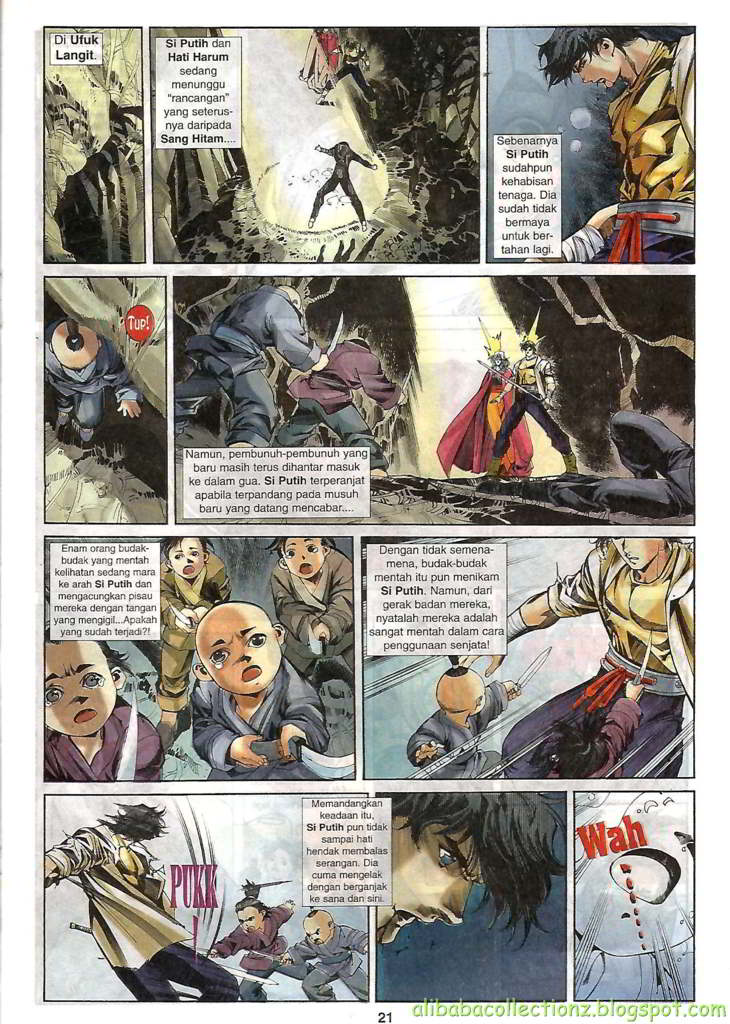 Di Ufuk
Langit.
Si Putih dan
Hati Harum
sedang
menunggu
"rancangan"
yang seterus-
nya daripada
Sang Hitam....
Sebenarnya
Si Putih
sudahpun
kehabisan
tenaga. Dia
sudah tidak
bermaya
untuk ber-
tahan lagi.
TUP!
Namun, pembunuh-pembunuh yang
baru masih terus dihantar masuk
ke dalam gua. Si Putih terperanjat
apabila terpandang pada musuh
baru yang datang mencabar....
Enam orang budak-
budak yang mentah
kelihatan sedang mara
ke arah Si Putih dan
mengacungkan pisau
mereka dengan tangan
yang mengigil...Apakah
yang sudah terjadi?!
Dengan tidak semena-
mena, budak-budak
mentah itu pun menikam
Si Putih. Namun, dari
gerak badan mereka,
nyatalah mereka adalah
sangat mentah dalam cara
penggunaan senjata!
PUKK
!
Memandangkan
keadaan itu,
Si Putih pun tidak
sampai hati
hendak membalas
serangan. Dia
cuma mengelak
dengan berganjak
ke sana dan sini.
Wah
!
21
alibabacollectionz.blogspot.com